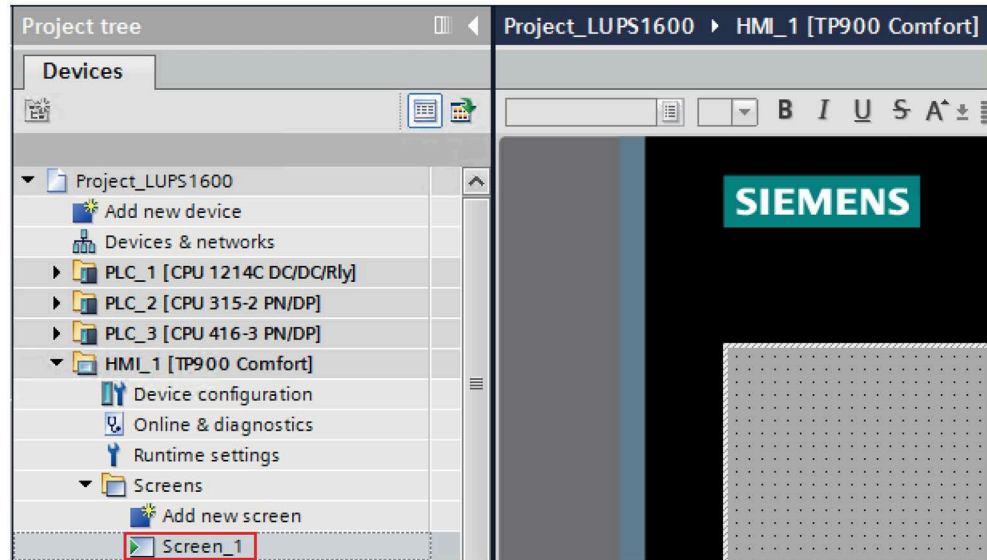 Project tree
Devices
Project_LUPS1600
Add new device
Devices & networks
PLC_1 [CPU 1214C DC/DC/Rly]
PLC_2 [CPU 315-2 PN/DP]
PLC_3 [CPU 416-3 PN/DP]
HMI_1 [TP900 Comfort]
Device configuration
Online & diagnostics
Runtime settings
Screens
Add new screen
Screen_1
Project_LUPS1600 ▸ HMI_1 [TP900 Comfort]
B I U S A
SIEMENS